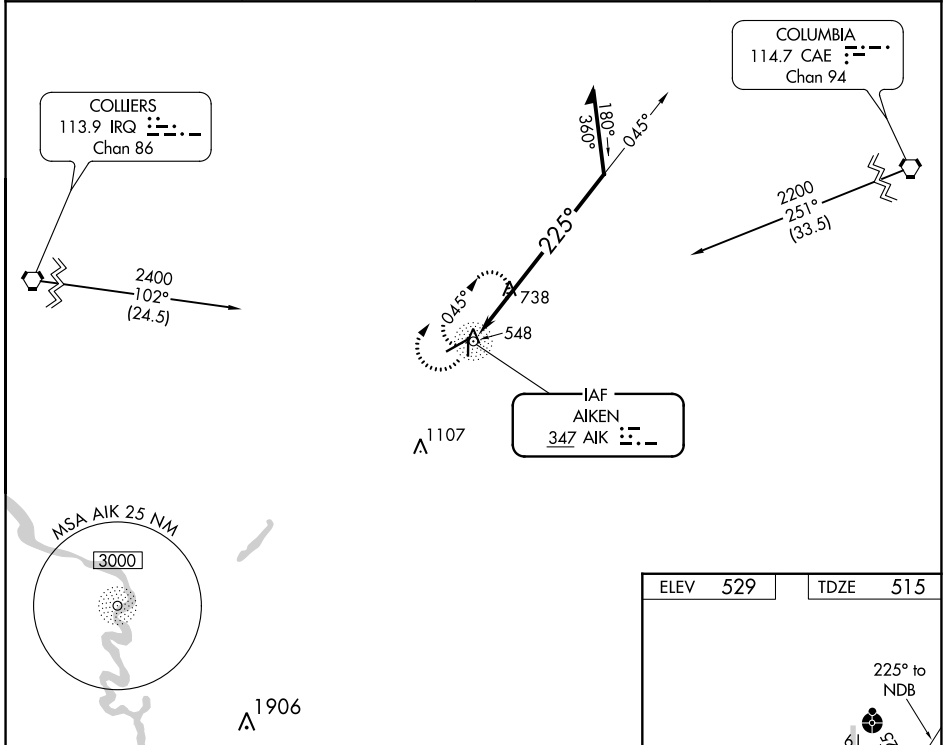 COLUMBIA
114.7 CAE
Chan 94
COLLIERS
113.9 IRQ
Chan 86
180°
360°
045°
2200
251°
(33.5)
225°
2400
102°
(24.5)
045°
738
548
IAF
AIKEN
347 AIK
1107
MSA AIK 25 NM
3000
ELEV 529
TDZE 515
225° to
NDB
1906